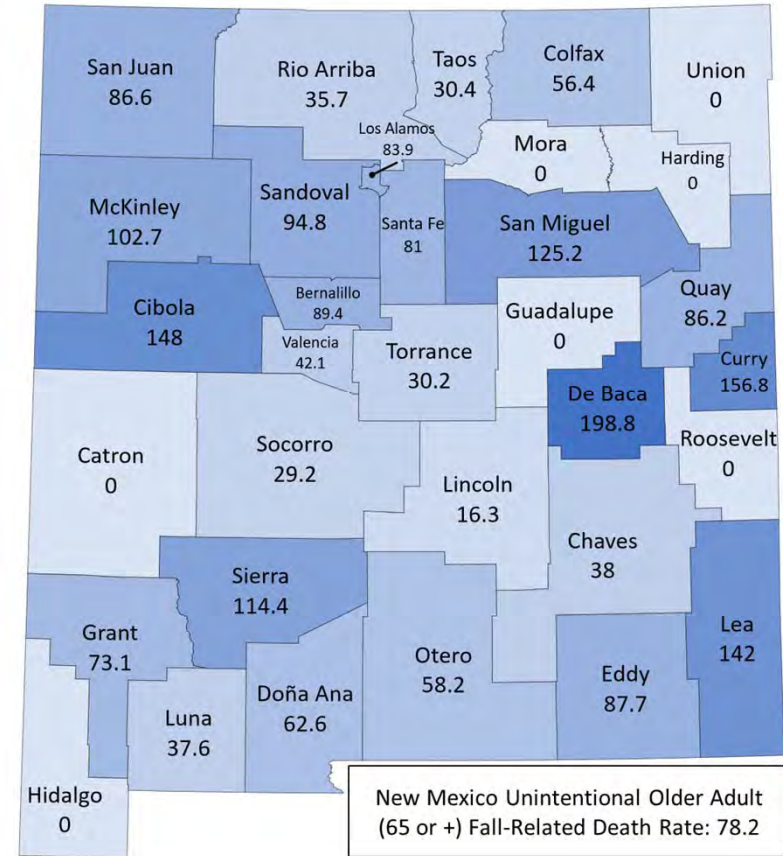 San Juan
86.6
Rio Arriba
35.7
Taos
30.4
Colfax
56.4
Union
0
Los Alamos
83.9
Mora
0
Harding
0
McKinley
102.7
Sandoval
94.8
Santa Fe
81
San Miguel
125.2
Cibola
148
Bernalillo
89.4
Valencia
42.1
Torrance
30.2
Guadalupe
0
Quay
86.2
Curry
156.8
De Baca
198.8
Roosevelt
0
Catron
0
Socorro
29.2
Lincoln
16.3
Chaves
38
Sierra
114.4
Grant
73.1
Luna
37.6
Doña Ana
62.6
Otero
58.2
Eddy
87.7
Lea
142
Hidalgo
0
New Mexico Unintentional Older Adult
(65 or +) Fall-Related Death Rate: 78.2